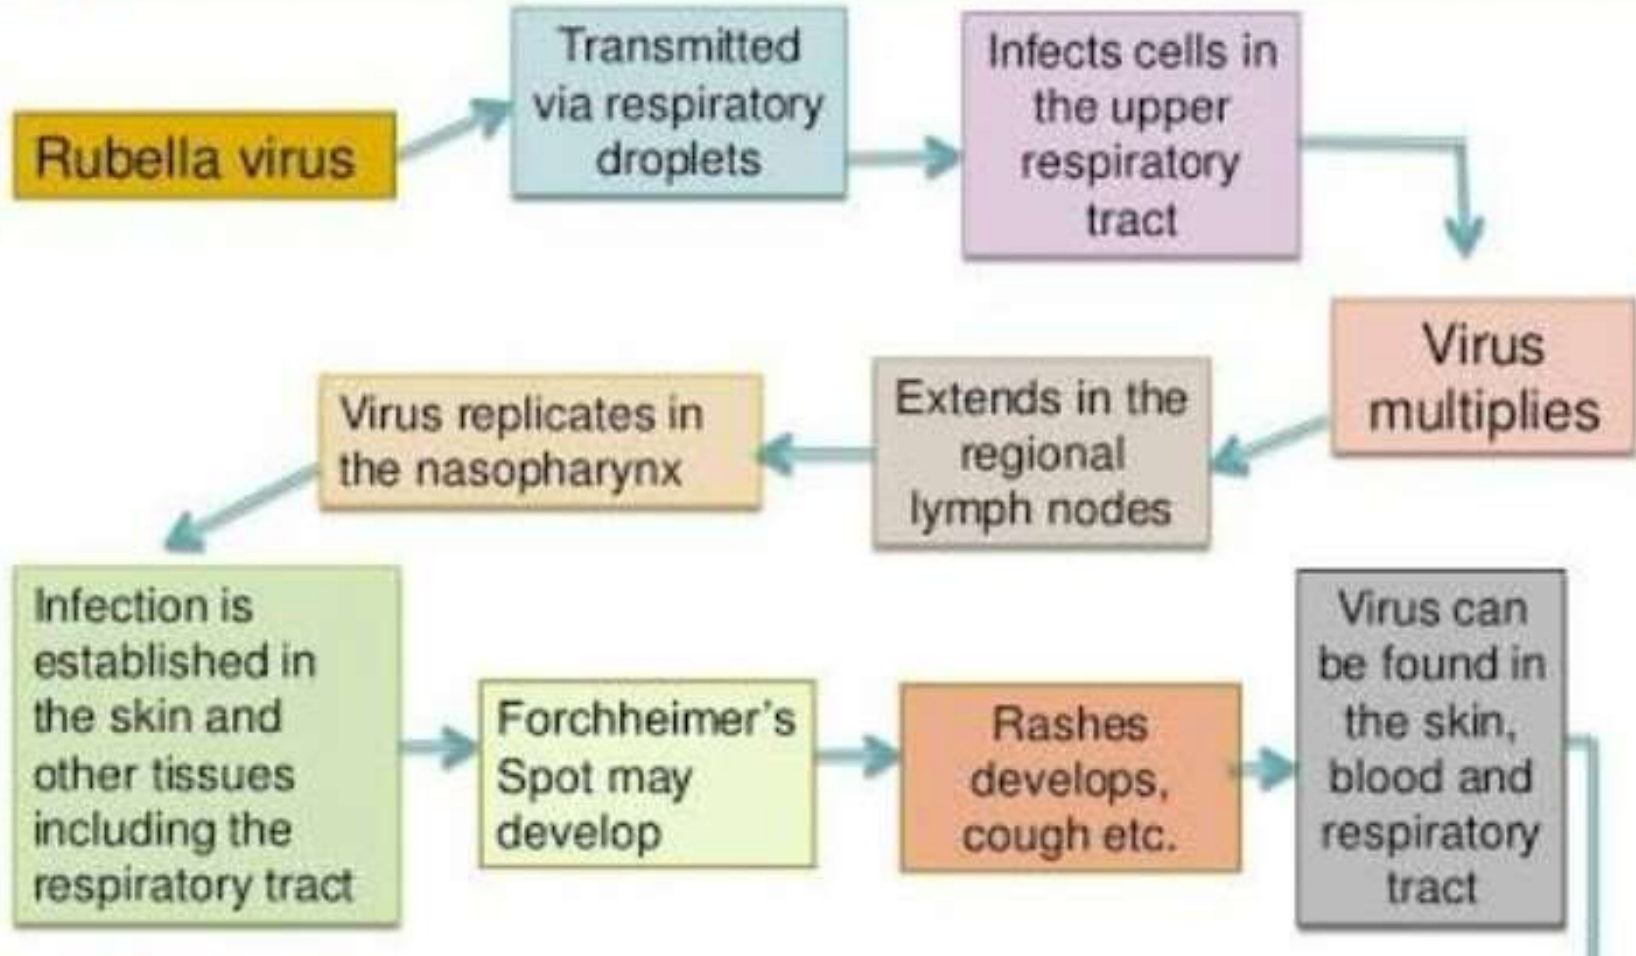 Rubella virus
Transmitted
via respiratory
droplets
Infects cells in
the upper
respiratory
tract
Virus
multiplies
Extends in the
regional
lymph nodes
Virus replicates in
the nasopharynx
Infection is
established in
the skin and
other tissues
including the
respiratory tract
Forchheimer's
Spot may
develop
Rashes
develops,
cough etc.
Virus can
be found in
the skin,
blood and
respiratory
tract